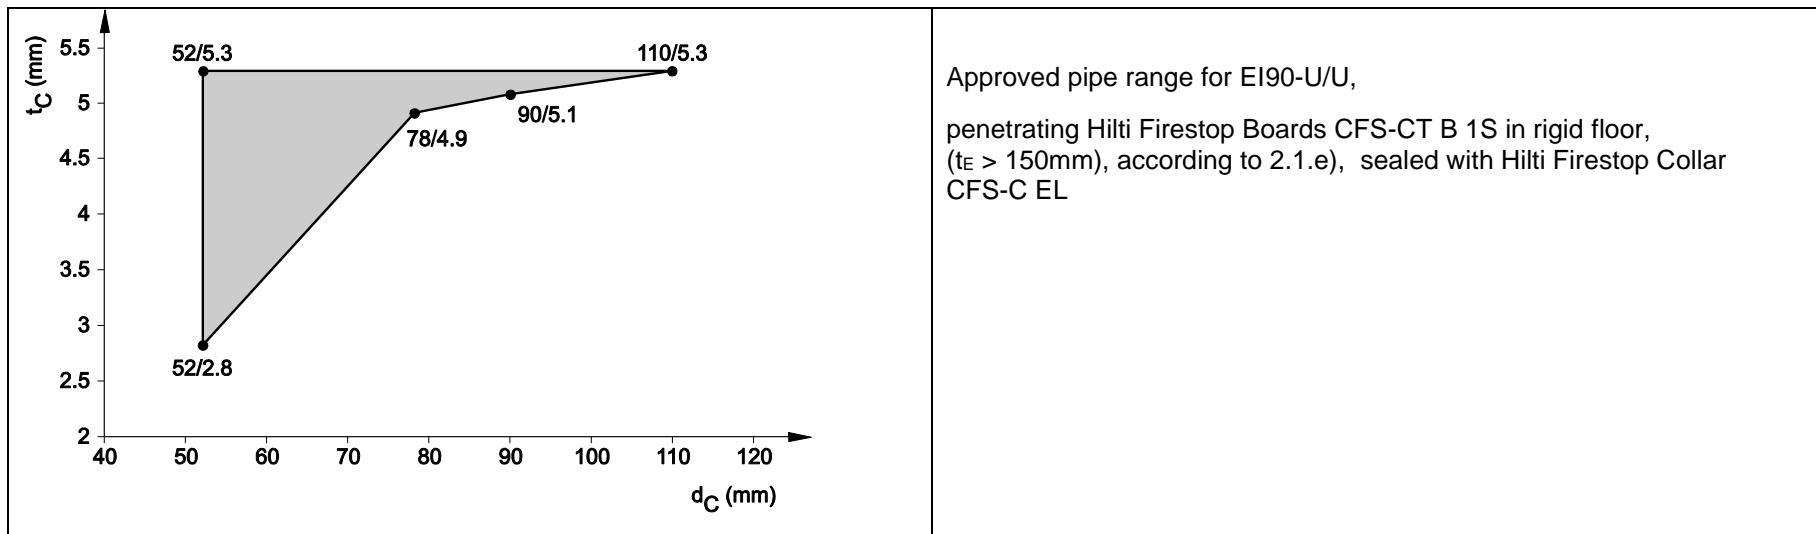 tC (mm)
5.5
5
4.5
4
3.5
3
2.5
2
52/5.3
110/5.3
90/5.1
78/4.9
52/2.8
40 50 60 70 80 90 100 110 120
dC (mm)
Approved pipe range for EI90-U/U,
penetrating Hilti Firestop Boards CFS-CT B 1S in rigid floor,
(tE > 150mm), according to 2.1.e),  sealed with Hilti Firestop Collar
CFS-C EL